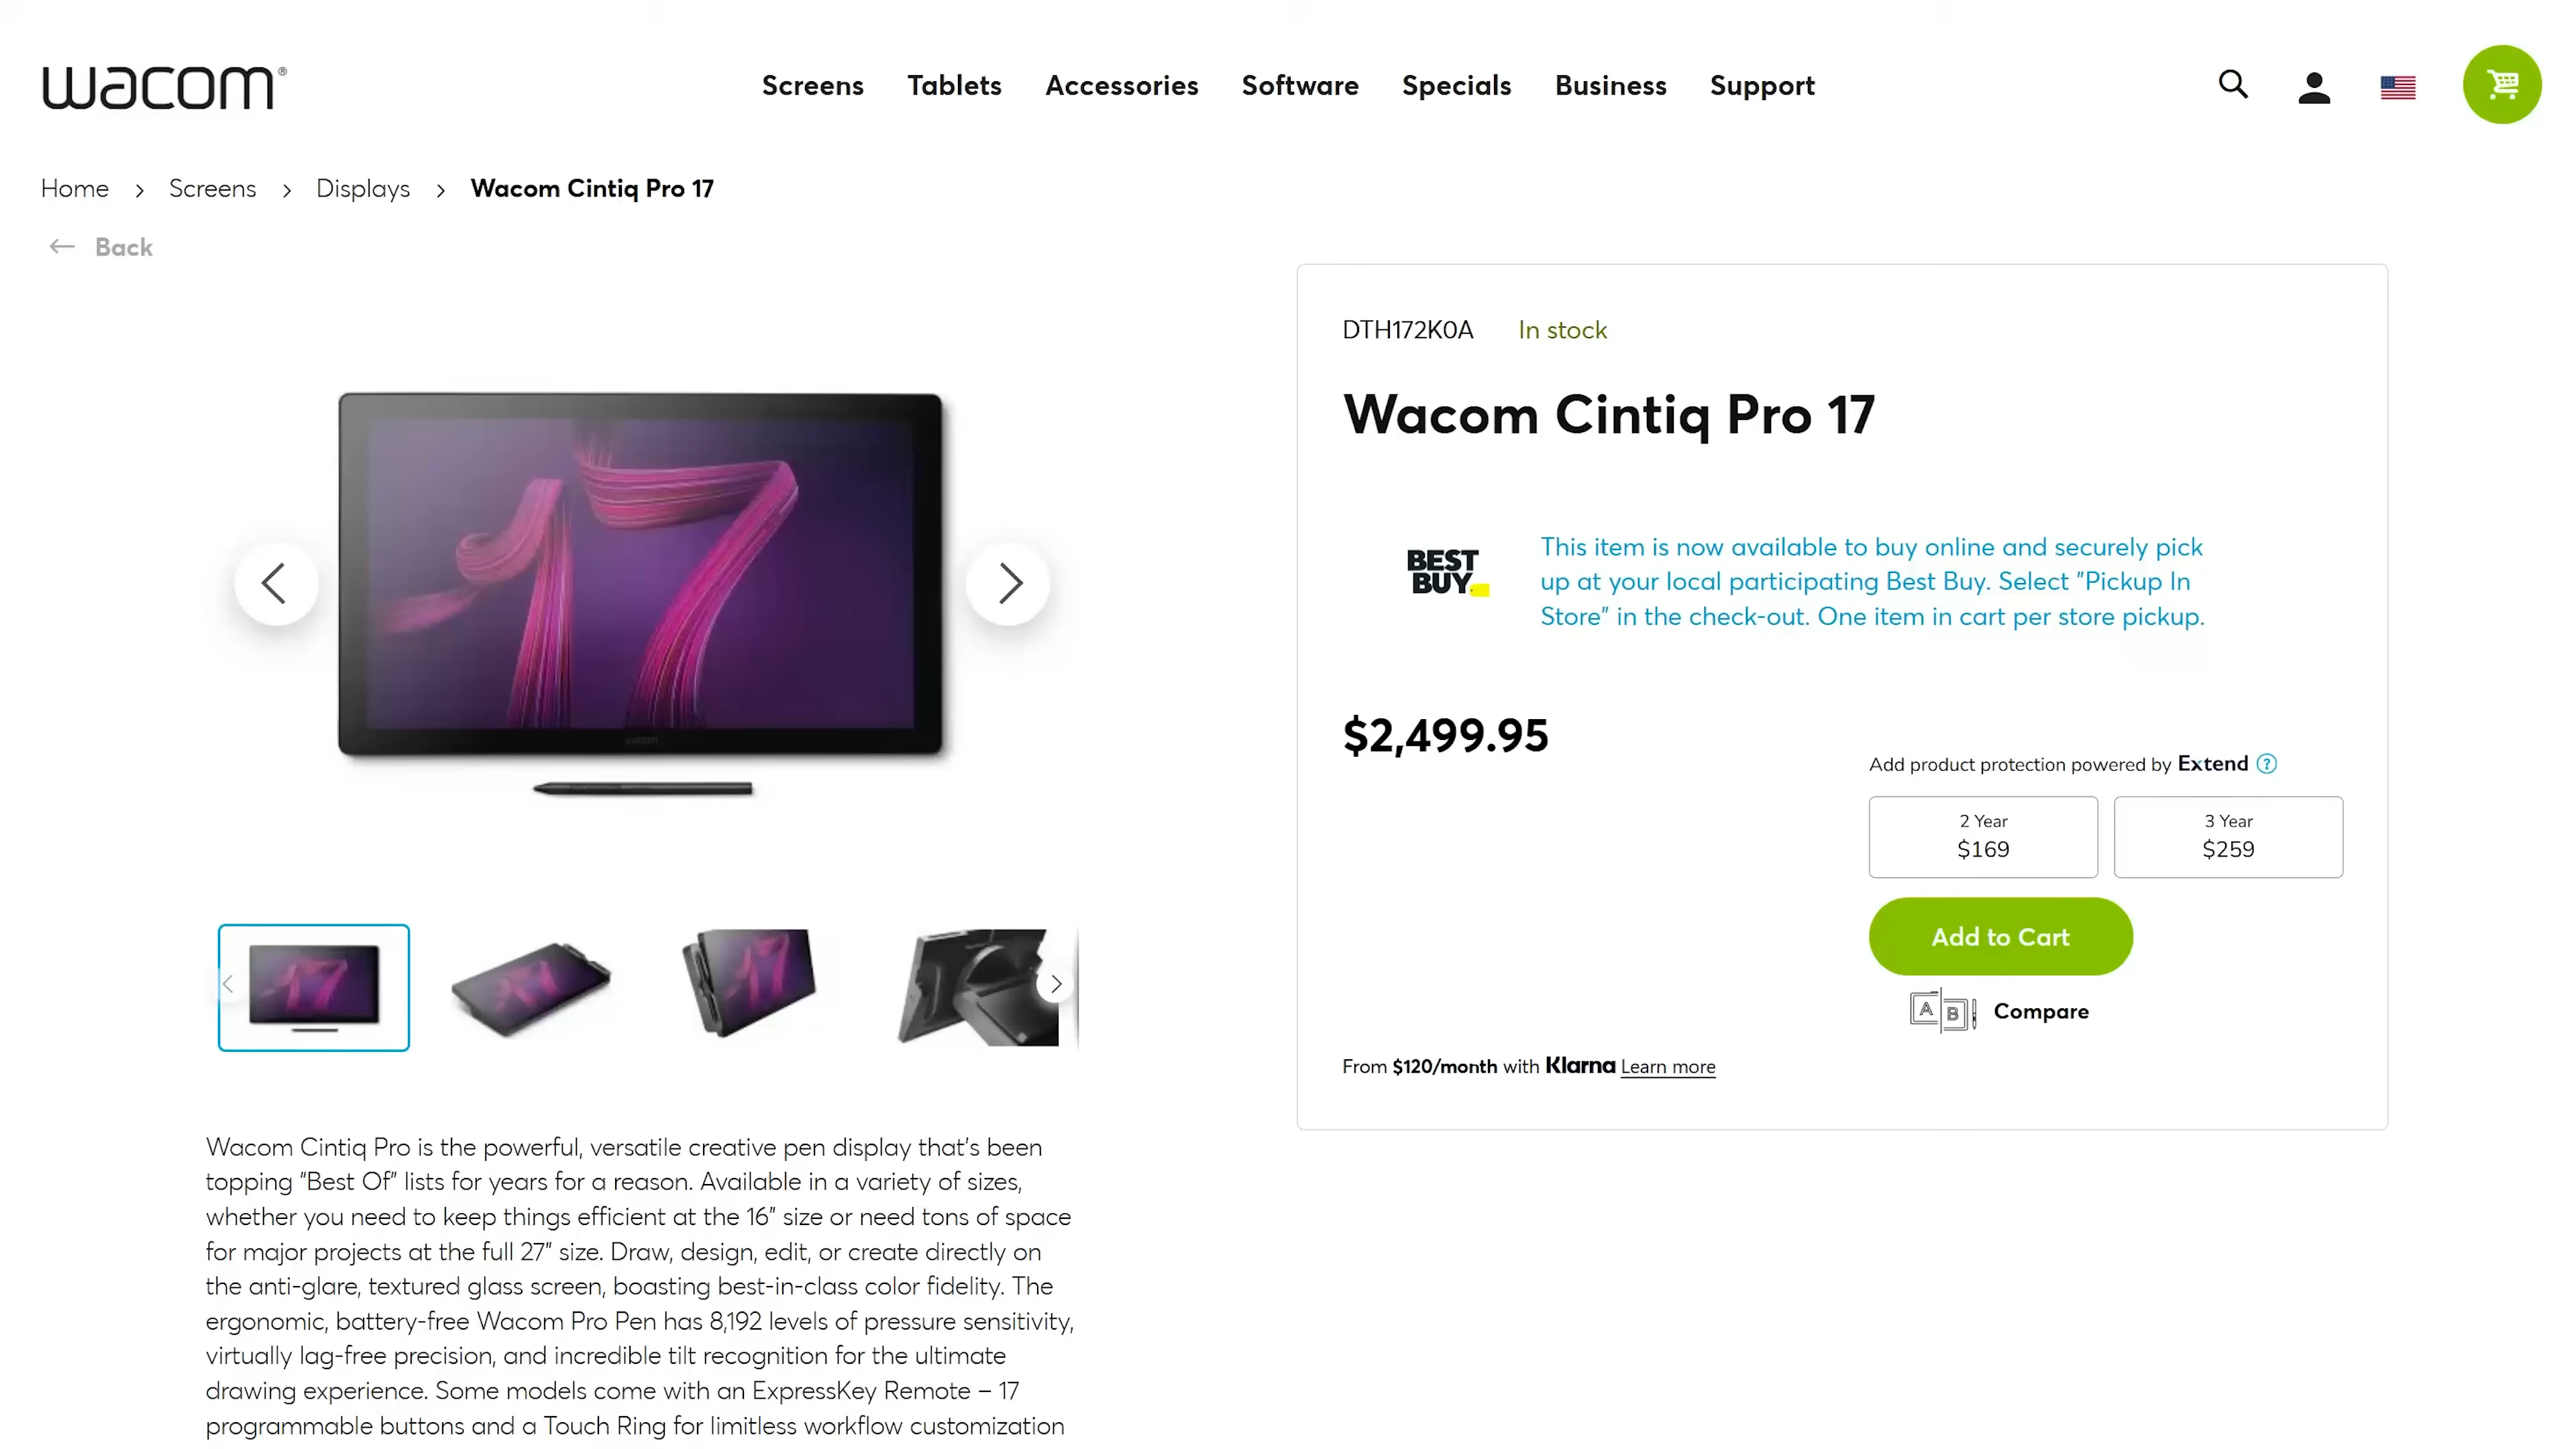 wacom®
Screens Tablets Accessories Software Specials Business Support
Home > Screens > Displays > Wacom Cintiq Pro 17
← Back
DTH172K0A In stock
Wacom Cintiq Pro 17
BEST
BUY
This item is now available to buy online and securely pick
up at your local participating Best Buy. Select "Pickup In
Store" in the check-out. One item in cart per store pickup.
$2,499.95
Add product protection powered by Extend ?
2 Year
$169
3 Year
$259
Add to Cart
A B Compare
From $120/month with Klarna Learn more
Wacom Cintiq Pro is the powerful, versatile creative pen display that's been
topping "Best Of" lists for years for a reason. Available in a variety of sizes,
whether you need to keep things efficient at the 16" size or need tons of space
for major projects at the full 27" size. Draw, design, edit, or create directly on
the anti-glare, textured glass screen, boasting best-in-class color fidelity. The
ergonomic, battery-free Wacom Pro Pen has 8,192 levels of pressure sensitivity,
virtually lag-free precision, and incredible tilt recognition for the ultimate
drawing experience. Some models come with an ExpressKey Remote – 17
programmable buttons and a Touch Ring for limitless workflow customization
17
wacom